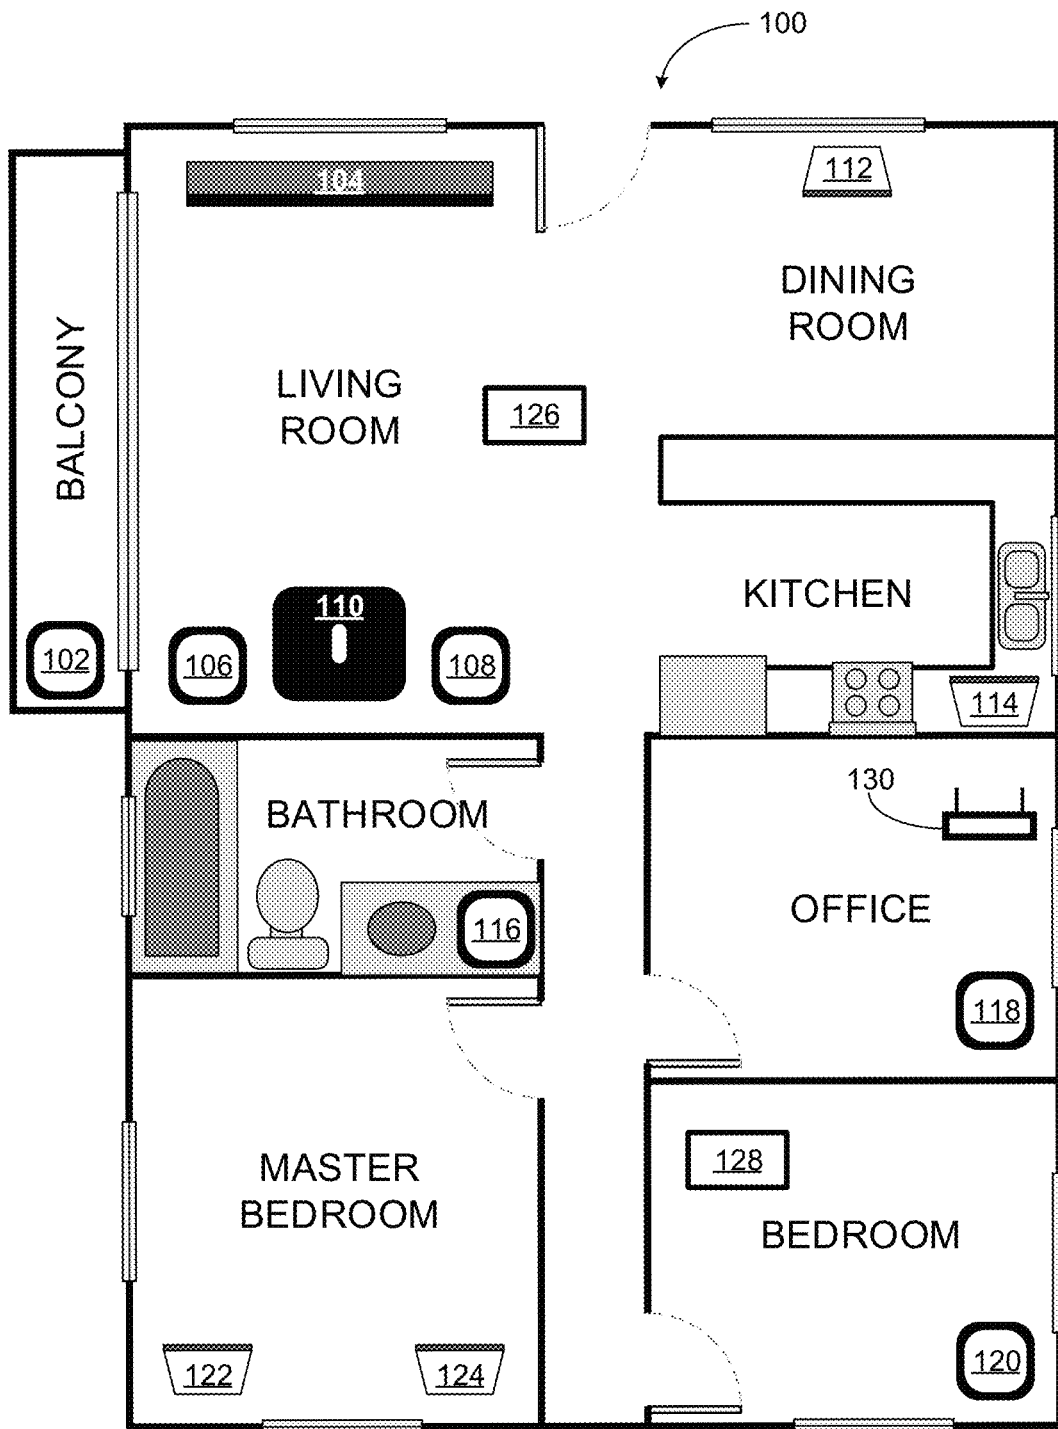 100
104
112
DINING
ROOM
BALCONY
LIVING
ROOM
126
KITCHEN
110
102
106
108
114
130
BATHROOM
OFFICE
116
118
MASTER
BEDROOM
128
BEDROOM
122
124
120